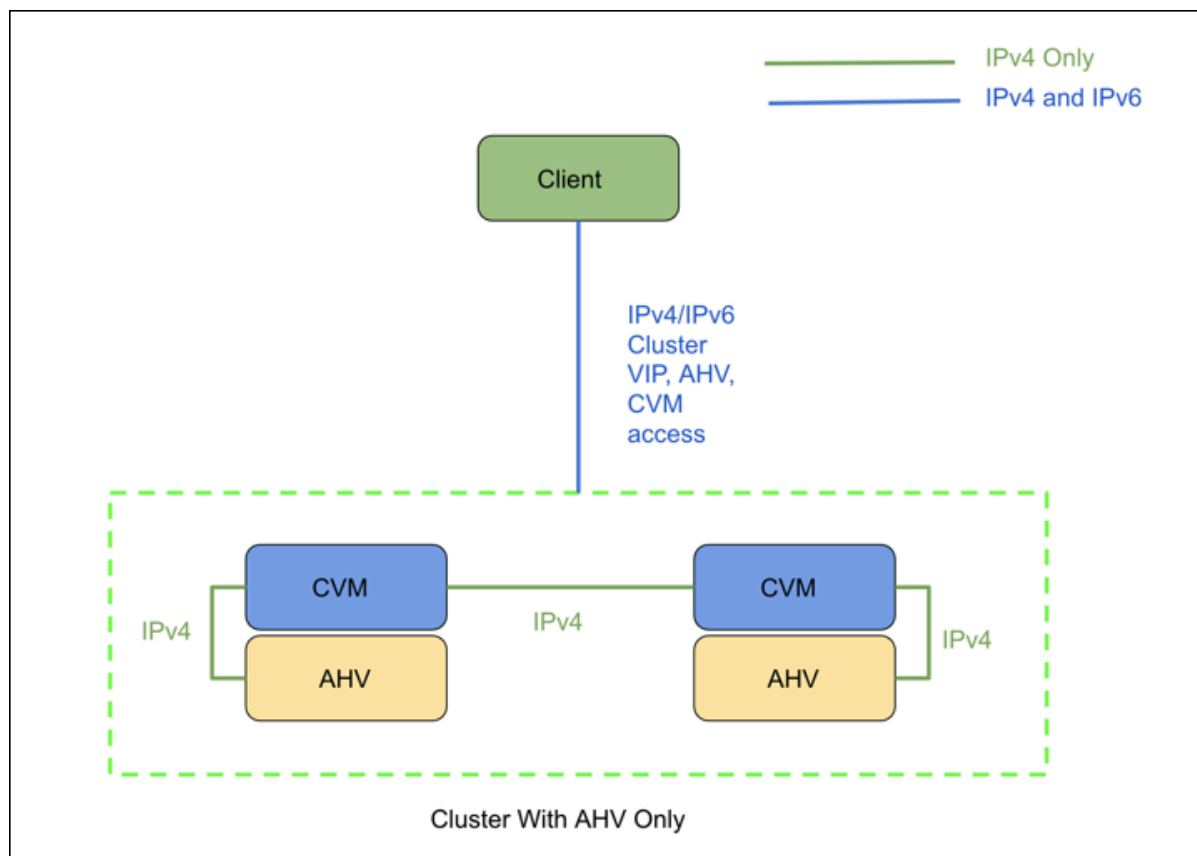 IPv4 Only
IPv4 and IPv6
Client
IPv4/IPv6
Cluster
VIP, AHV,
CVM
access
CVM
CVM
IPv4
IPv4
IPv4
AHV
AHV
Cluster With AHV Only